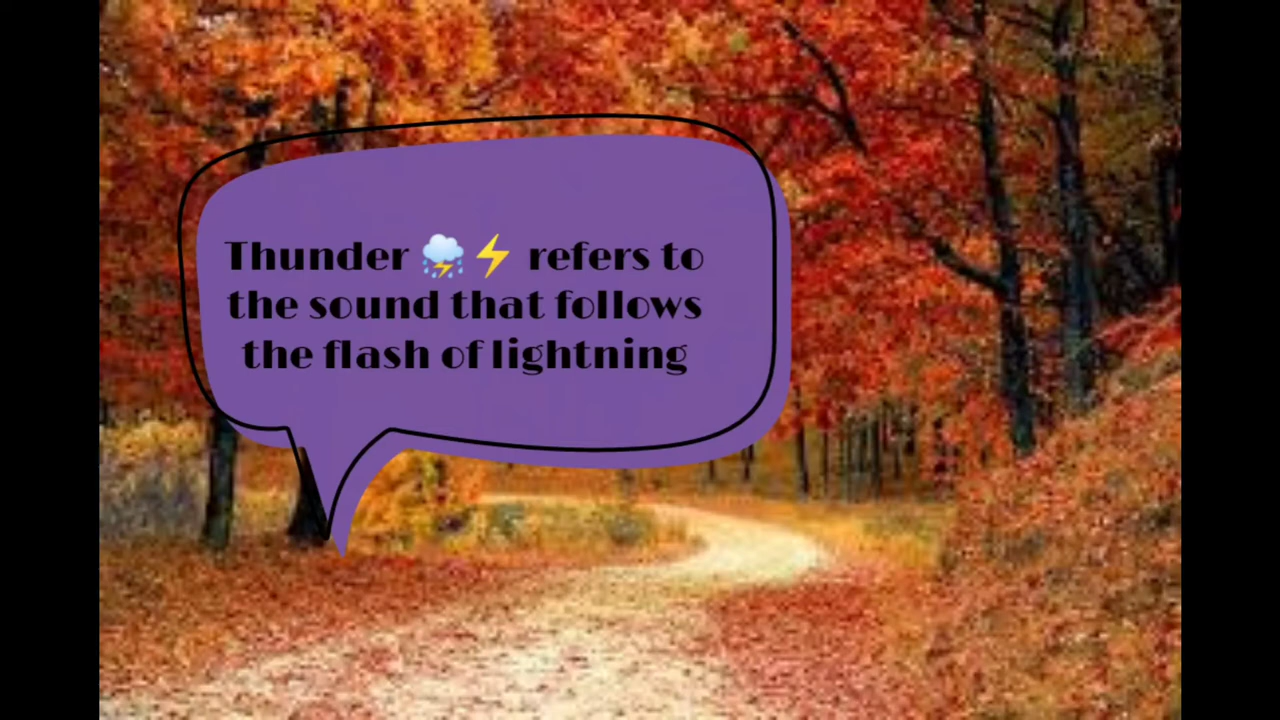 Thunder ⛈️⚡ refers to
the sound that follows
the flash of lightning